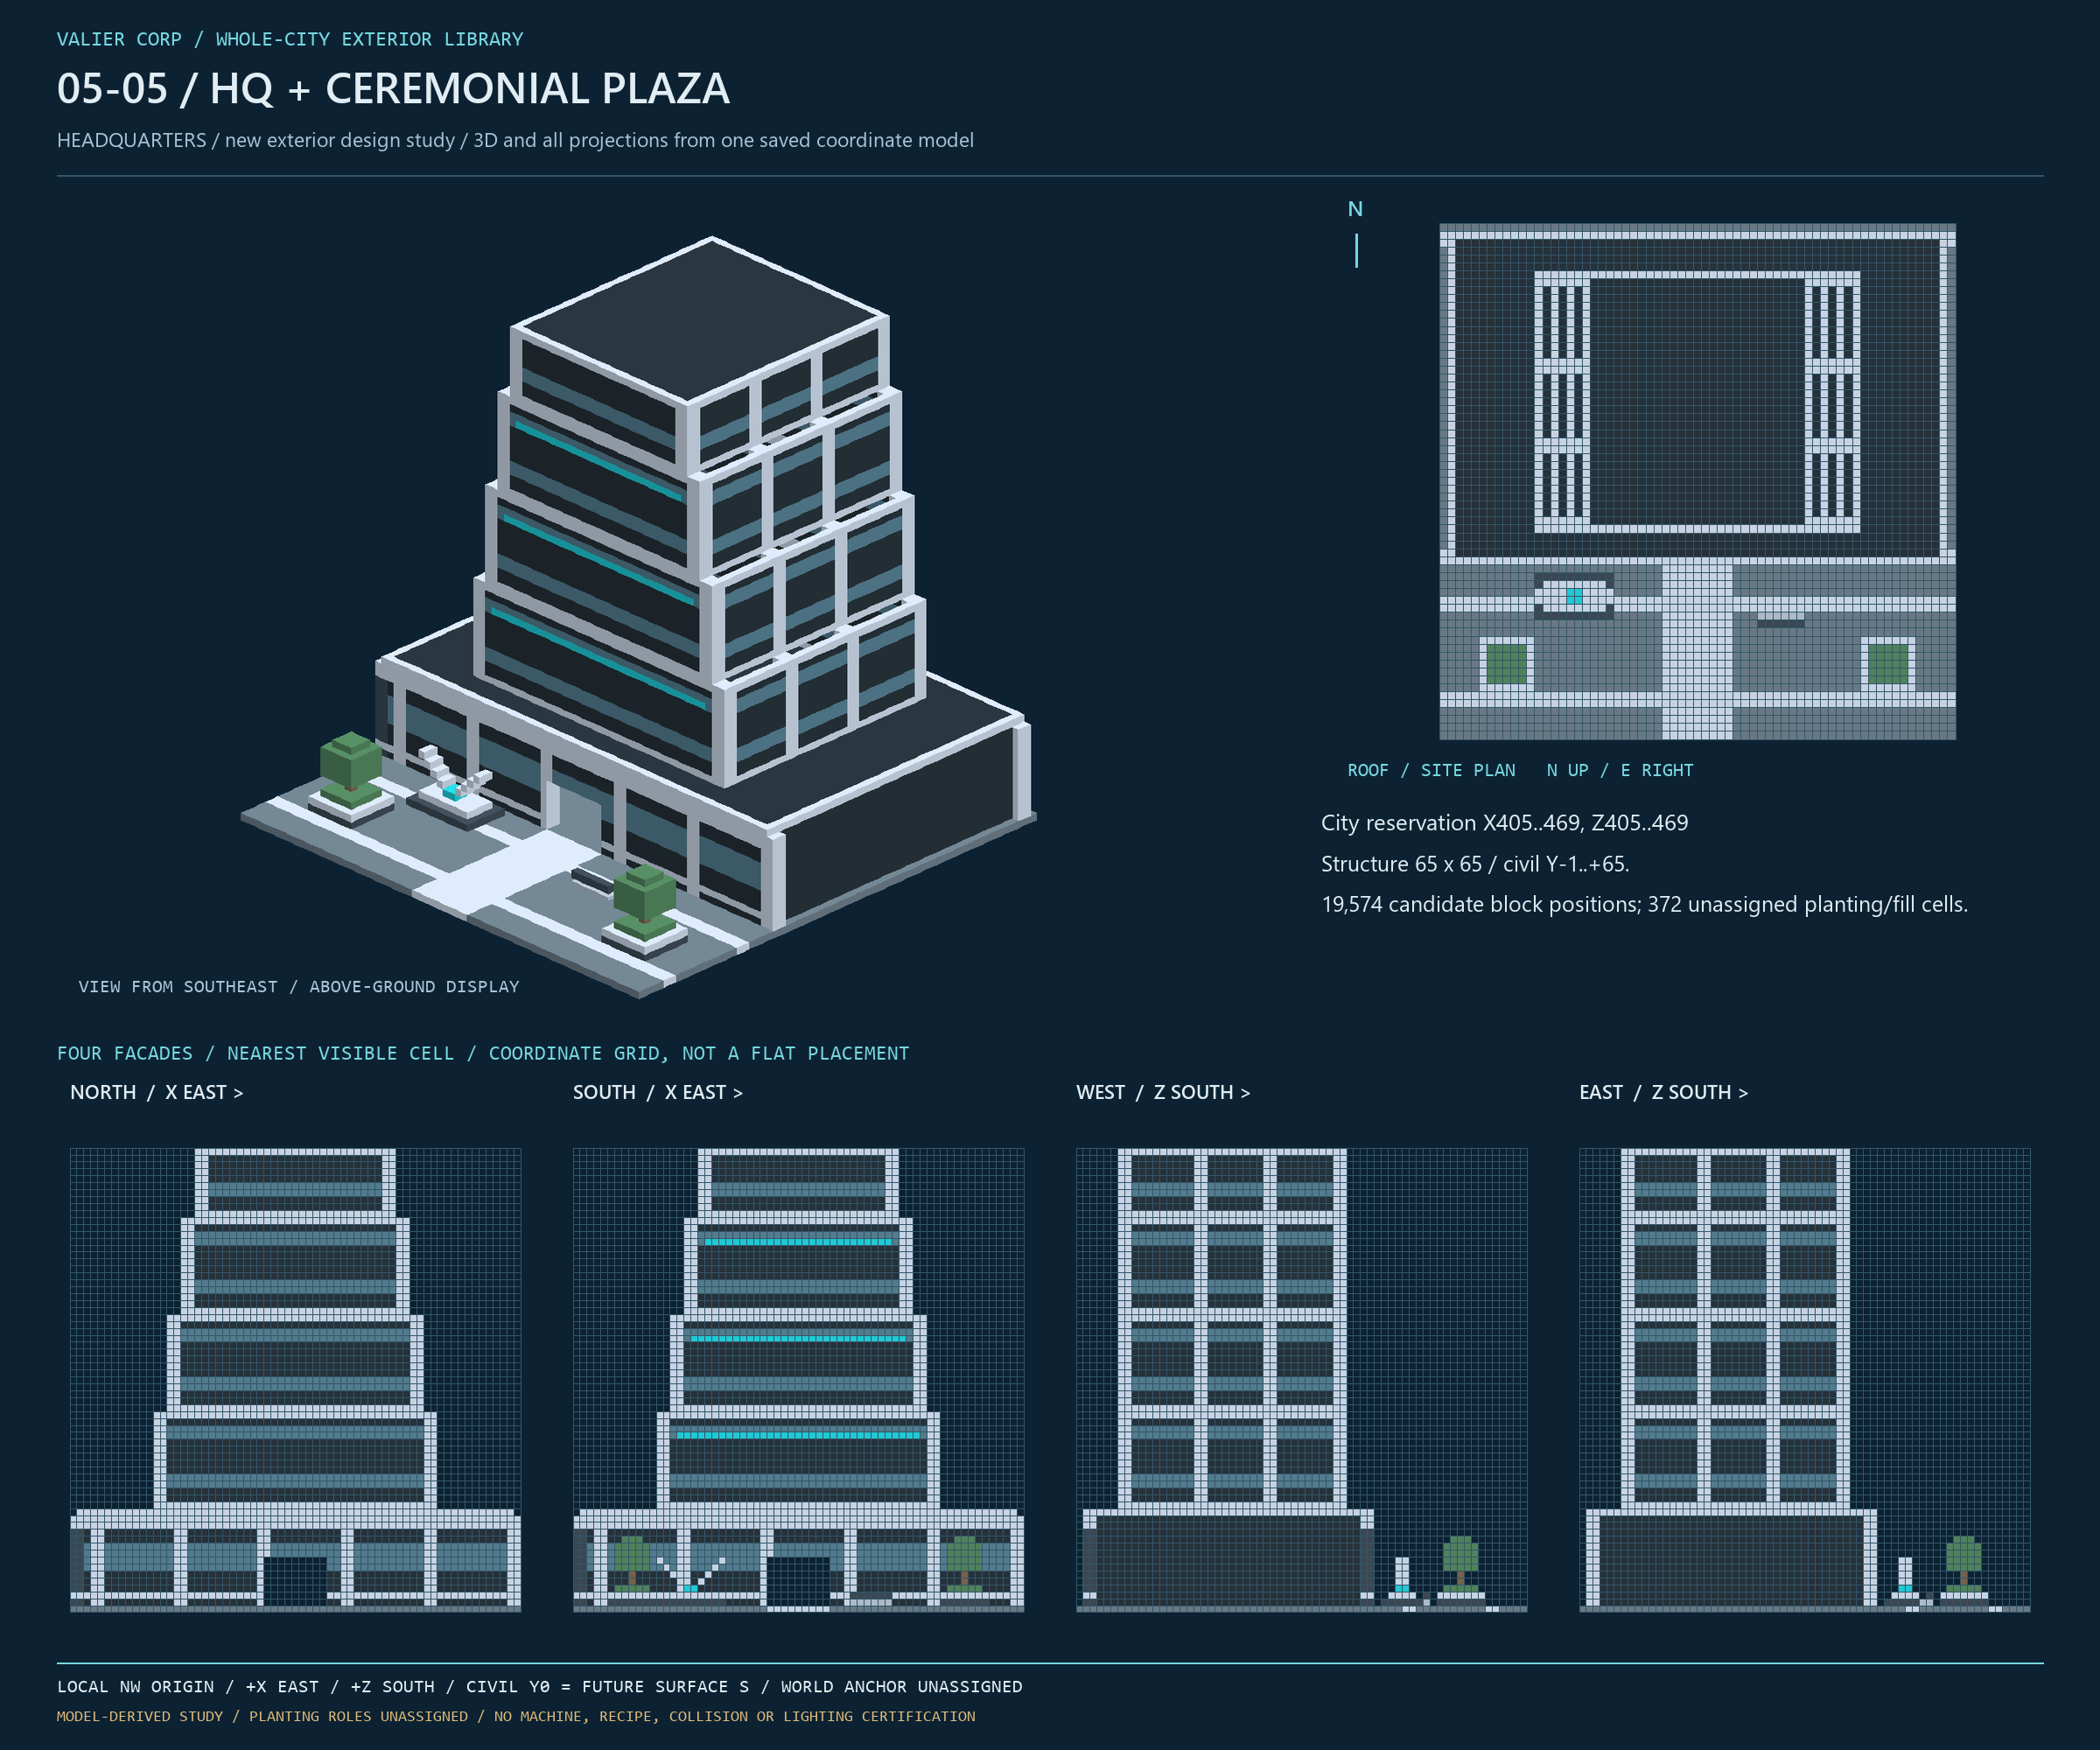 VALIER CORP / WHOLE-CITY EXTERIOR LIBRARY
05-05 / HQ + CEREMONIAL PLAZA
HEADQUARTERS / new exterior design study / 3D and all projections from one saved coordinate model
N
ROOF / SITE PLAN   N UP / E RIGHT
City reservation X405..469, Z405..469
Structure 65 x 65 / civil Y-1..+65.
19,574 candidate block positions; 372 unassigned planting/fill cells.
VIEW FROM SOUTHEAST / ABOVE-GROUND DISPLAY
FOUR FACADES / NEAREST VISIBLE CELL / COORDINATE GRID, NOT A FLAT PLACEMENT
NORTH / X EAST >
SOUTH / X EAST >
WEST / Z SOUTH >
EAST / Z SOUTH >
LOCAL NW ORIGIN / +X EAST / +Z SOUTH / CIVIL Y0 = FUTURE SURFACE S / WORLD ANCHOR UNASSIGNED
MODEL-DERIVED STUDY / PLANTING ROLES UNASSIGNED / NO MACHINE, RECIPE, COLLISION OR LIGHTING CERTIFICATION